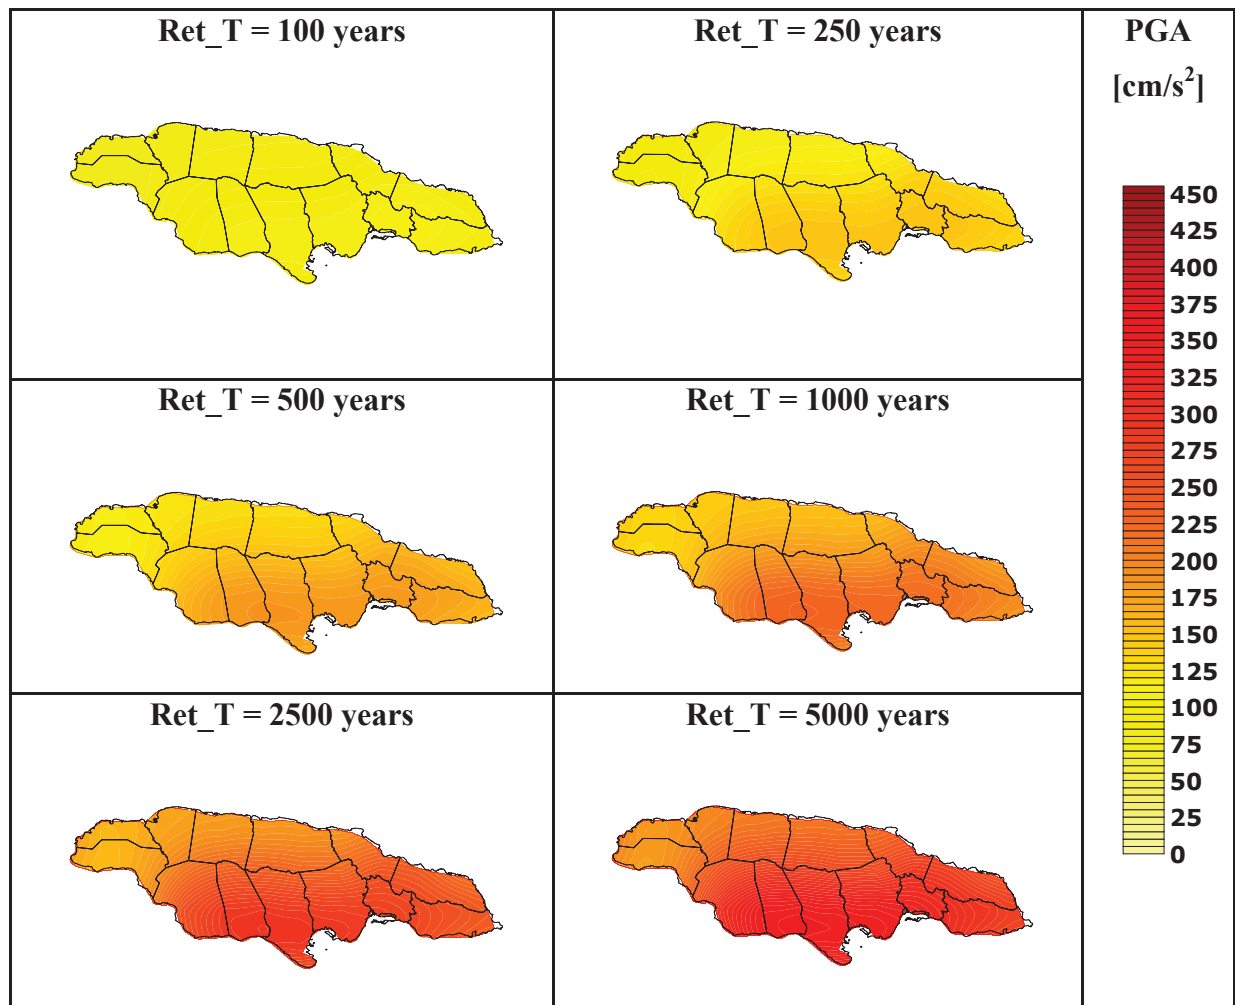 Ret_T = 100 years
Ret_T = 250 years
PGA
[cm/s²]
Ret_T = 500 years
Ret_T = 1000 years
Ret_T = 2500 years
Ret_T = 5000 years
450
425
400
375
350
325
300
275
250
225
200
175
150
125
100
75
50
25
0